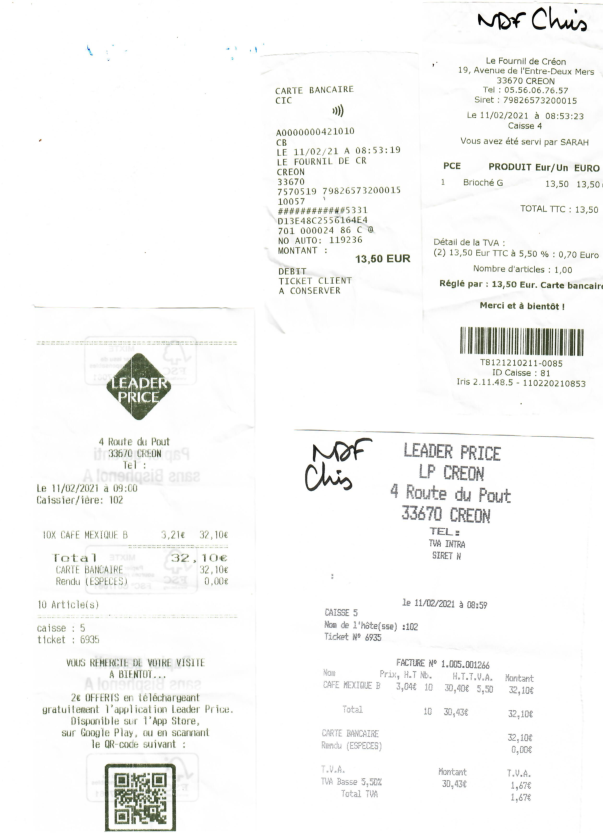 NDF Chris
CARTE BANCAIRE
CIC
A0000000421010
CB
LE 11/02/21 A 08:53:19
LE FOURNIL DE CR
CREON
33670
7570519 79826573200015
10057
############5331
D13E48C2556164E4
701 000024 86 C @
NO AUTO: 119236
MONTANT :
13,50 EUR
DEBIT
TICKET CLIENT
A CONSERVER
Le Fournil de Créon
19, Avenue de l'Entre-Deux Mers
33670 CREON
Tel : 05.56.06.76.57
Siret : 79826573200015
Le 11/02/2021 à 08:53:23
Caisse 4
Vous avez été servi par SARAH
PCE PRODUIT Eur/Un EURO
1 Brioché G 13,50 13,50
TOTAL TTC : 13,50
Détail de la TVA :
(2) 13,50 Eur TTC à 5,50 % : 0,70 Euro
Nombre d'articles : 1,00
Réglé par : 13,50 Eur. Carte bancaire
Merci et à bientôt !
T8121210211-0085
ID Caisse : 81
Iris 2.11.48.5 - 110220210853
LEADER
PRICE
4 Route du Pout
33670 CREON
Tel :
Le 11/02/2021 à 09:00
Caissier/ière: 102
10X CAFE MEXIQUE B 3,21€ 32,10€
Total 32,10€
CARTE BANCAIRE 32,10€
Rendu (ESPECES) 0,00€
10 Article(s)
caisse : 5
ticket : 6935
VOUS REMERCIE DE VOTRE VISITE
A BIENTOT...
2€ OFFERTS en téléchargeant
gratuitement l'application Leader Price.
Disponible sur l'App Store,
sur Google Play, ou en scannant
le QR-code suivant :
NDF
Chris
LEADER PRICE
LP CREON
4 Route du Pout
33670 CREON
TEL:
TVA INTRA
SIRET N
:
le 11/02/2021 à 08:59
CAISSE 5
Nom de l'hôte(sse) :102
Ticket N° 6935
FACTURE N° 1.005.001266
Nom Prix, H.T Nb. H.T.T.V.A. Montant
CAFE MEXIQUE B 3,04€ 10 30,40€ 5,50 32,10€
Total 10 30,43€ 32,10€
CARTE BANCAIRE 32,10€
Rendu (ESPECES) 0,00€
T.V.A. Montant T.V.A.
TVA Basse 5,50% 30,43€ 1,67€
Total TVA 1,67€